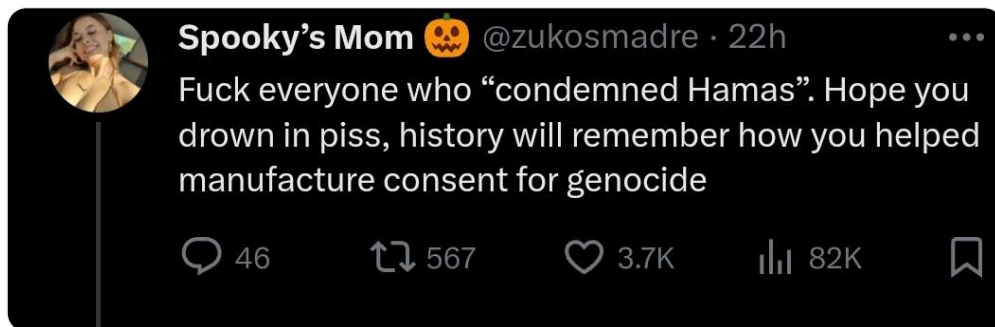 Spooky's Mom 🎃 @zukosmadre · 22h
Fuck everyone who “condemned Hamas”. Hope you
drown in piss, history will remember how you helped
manufacture consent for genocide
46 567 3.7K 82K